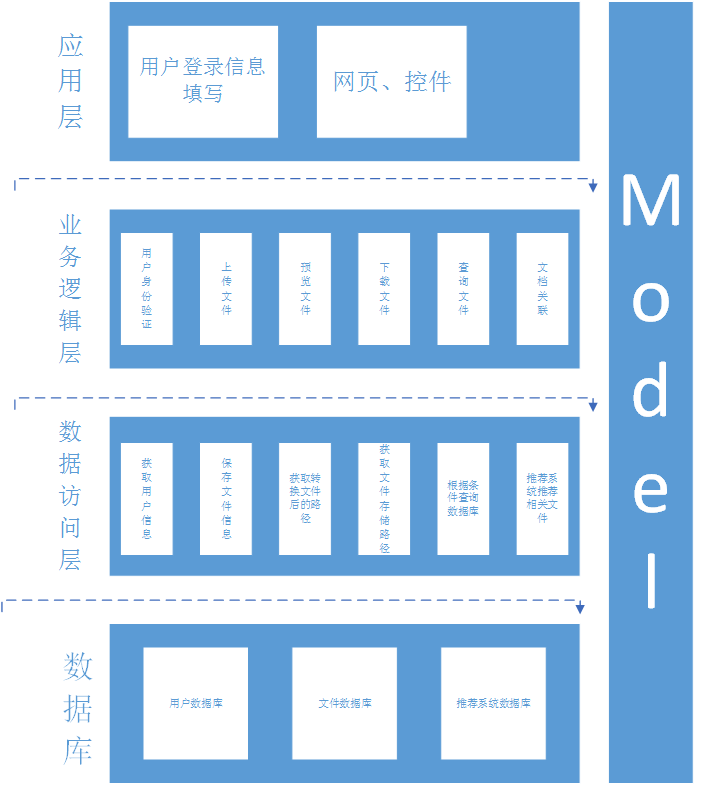 应用层
用户登录信息
填写
网页、控件
业务逻辑层
用户身份验证
上传文件
预览文件
下载文件
查询文件
文档关联
数据访问层
获取用户信息
保存文件信息
获取转
换文件
后的路
径
获取文件存储路径
根据条
件查询
数据库
推荐系
统推荐
相关文
件
数据库
用户数据库
文件数据库
推荐系统数据库
Model